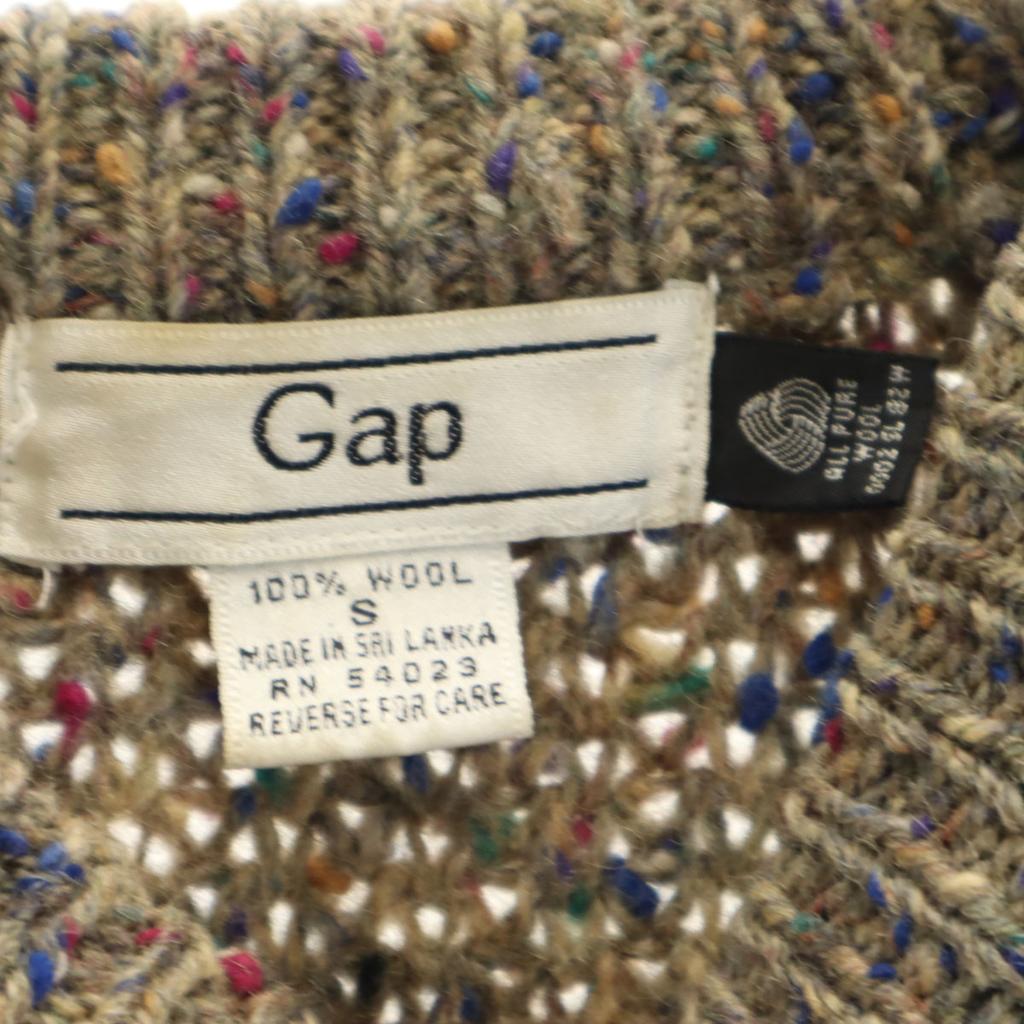 Gap
100% WOOL
S
MADE IN SRI LANKA
RN 54023
REVERSE FOR CARE
ALL PURE
WOOL